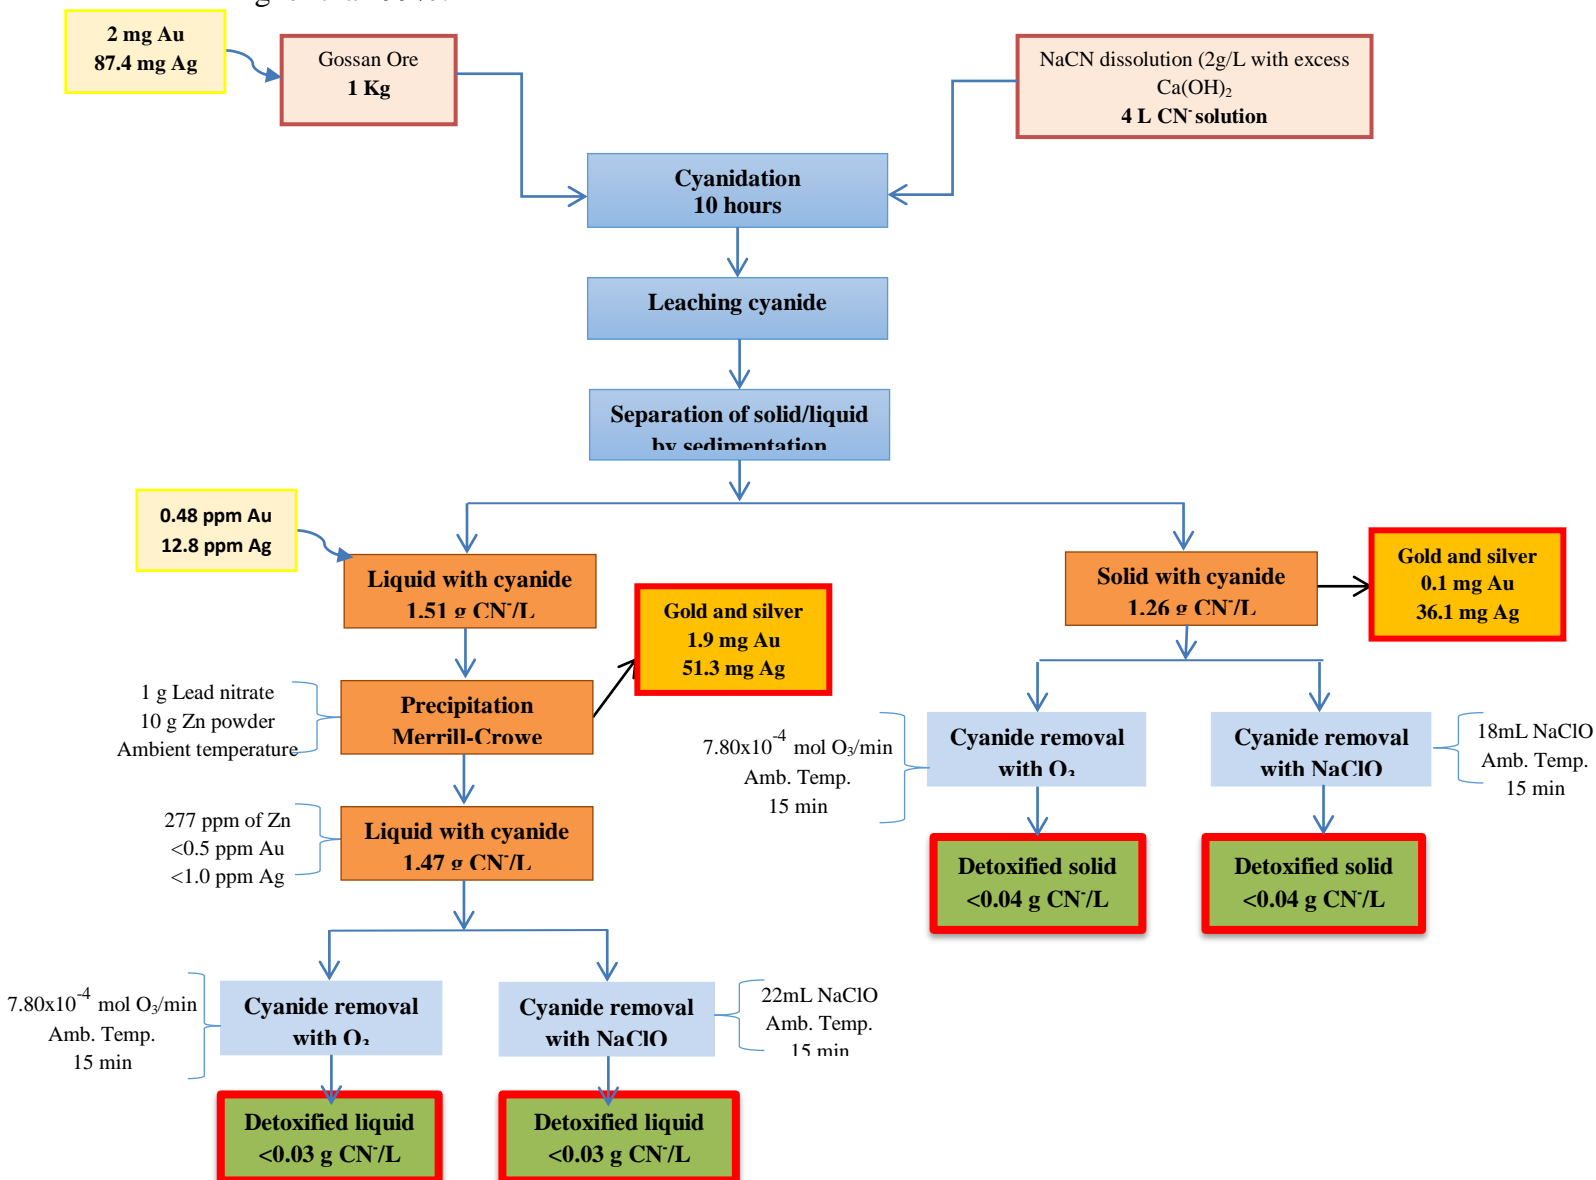 2 mg Au
87.4 mg Ag
Gossan Ore
1 Kg
NaCN dissolution (2g/L with excess
Ca(OH)₂
4 L CN⁻ solution
Cyanidation
10 hours
Leaching cyanide
Separation of solid/liquid
by sedimentation
0.48 ppm Au
12.8 ppm Ag
Liquid with cyanide
1.51 g CN⁻/L
Gold and silver
1.9 mg Au
51.3 mg Ag
Solid with cyanide
1.26 g CN⁻/L
Gold and silver
0.1 mg Au
36.1 mg Ag
1 g Lead nitrate
10 g Zn powder
Ambient temperature
Precipitation
Merrill-Crowe
7.80x10⁻⁴ mol O₃/min
Amb. Temp.
15 min
Cyanide removal
with O₃
Cyanide removal
with NaClO
18mL NaClO
Amb. Temp.
15 min
277 ppm of Zn
<0.5 ppm Au
<1.0 ppm Ag
Liquid with cyanide
1.47 g CN⁻/L
Detoxified solid
<0.04 g CN⁻/L
Detoxified solid
<0.04 g CN⁻/L
7.80x10⁻⁴ mol O₃/min
Amb. Temp.
15 min
Cyanide removal
with O₃
Cyanide removal
with NaClO
22mL NaClO
Amb. Temp.
15 min
Detoxified liquid
<0.03 g CN⁻/L
Detoxified liquid
<0.03 g CN⁻/L